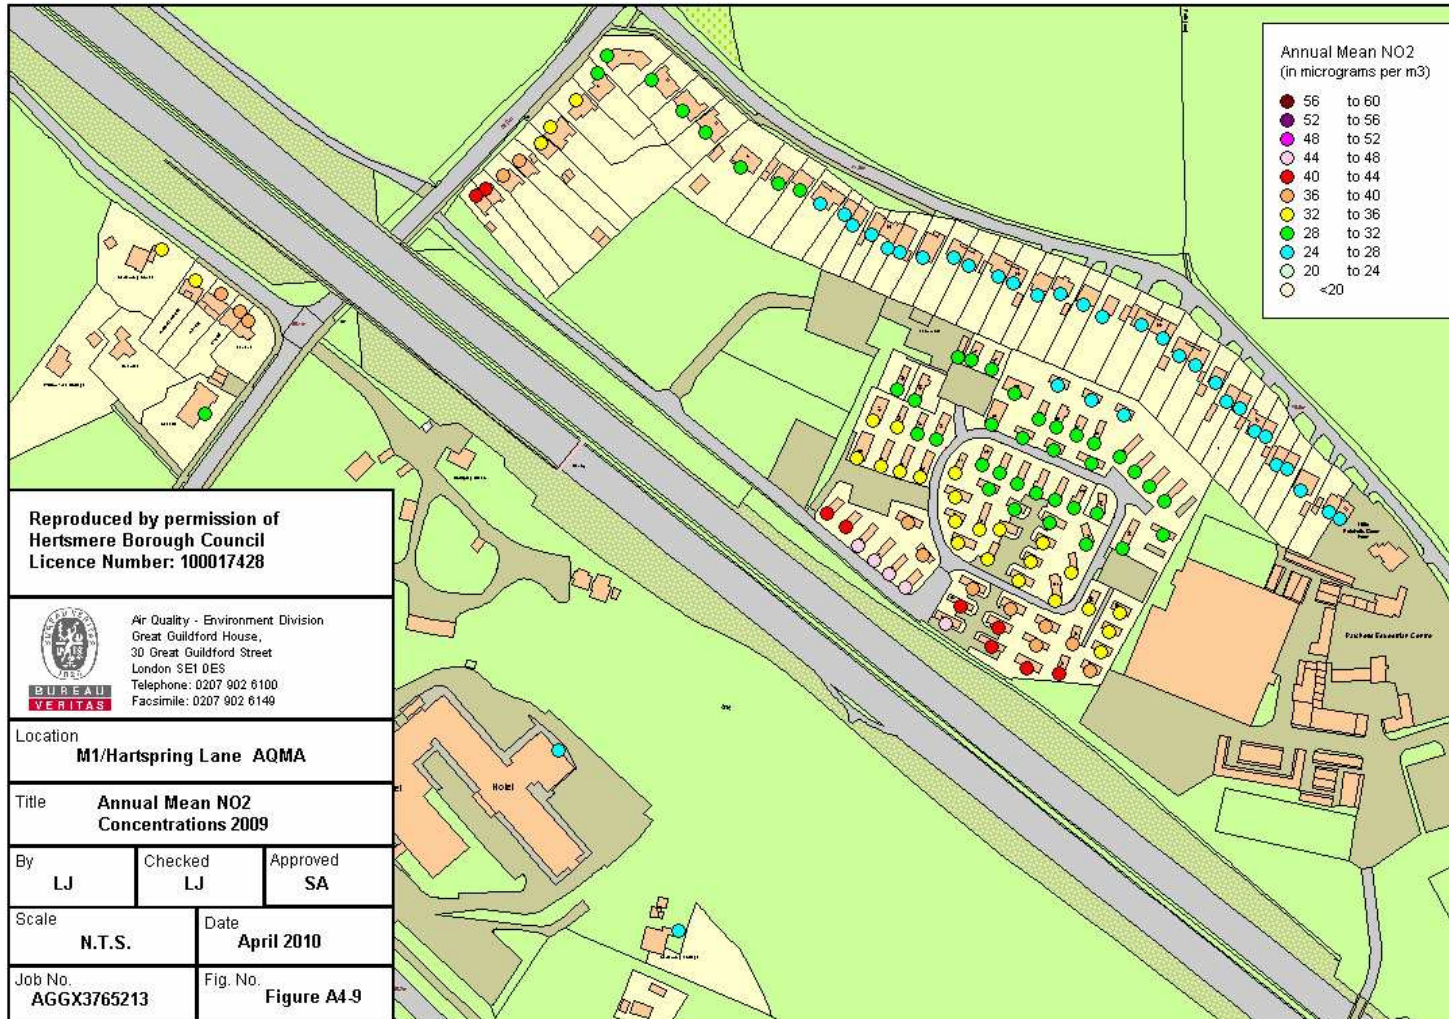 Annual Mean NO2
(in micrograms per m3)
56 to 60
52 to 56
48 to 52
44 to 48
40 to 44
36 to 40
32 to 36
28 to 32
24 to 28
20 to 24
<20
Hotel
Reproduced by permission of
Hertsmere Borough Council
Licence Number: 100017428
BUREAU VERITAS
1828
BUREAU
VERITAS
Air Quality - Environment Division
Great Guildford House,
30 Great Guildford Street
London SE1 0ES
Telephone: 0207 902 6100
Facsimile: 0207 902 6149
Location
M1/Hartspring Lane AQMA
Title Annual Mean NO2
Concentrations 2009
By
LJ
Checked
LJ
Approved
SA
Scale
N.T.S.
Date
April 2010
Job No.
AGGX3765213
Fig. No.
Figure A4-9